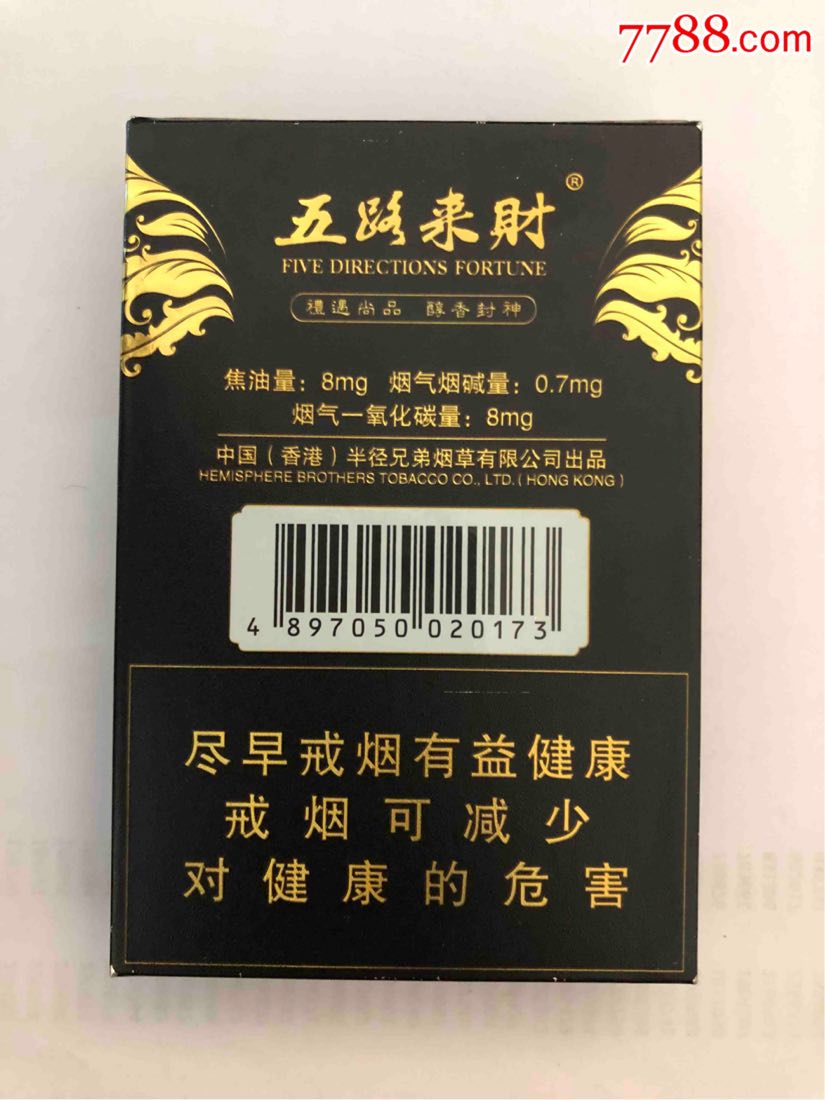 7788.com
五路来財®
FIVE DIRECTIONS FORTUNE
禮遇尚品 醇香封神
焦油量：8mg 烟气烟碱量：0.7mg
烟气一氧化碳量：8mg
中国（香港）半径兄弟烟草有限公司出品
HEMISPHERE BROTHERS TOBACCO CO., LTD. ( HONG KONG )
4 897050 020173
尽早戒烟有益健康
戒烟可减少
对健康的危害